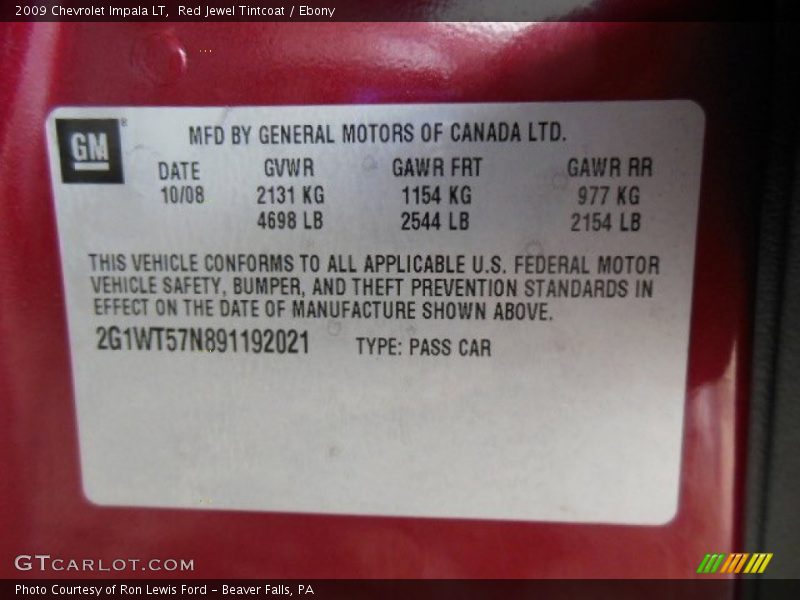 2009 Chevrolet Impala LT,  Red Jewel Tintcoat / Ebony
GM®
MFD BY GENERAL MOTORS OF CANADA LTD.
DATE GVWR GAWR FRT GAWR RR
10/08 2131 KG 1154 KG 977 KG
4698 LB 2544 LB 2154 LB
THIS VEHICLE CONFORMS TO ALL APPLICABLE U.S. FEDERAL MOTOR
VEHICLE SAFETY, BUMPER, AND THEFT PREVENTION STANDARDS IN
EFFECT ON THE DATE OF MANUFACTURE SHOWN ABOVE.
2G1WT57N891192021 TYPE: PASS CAR
GTCARLOT.COM
Photo Courtesy of Ron Lewis Ford - Beaver Falls, PA